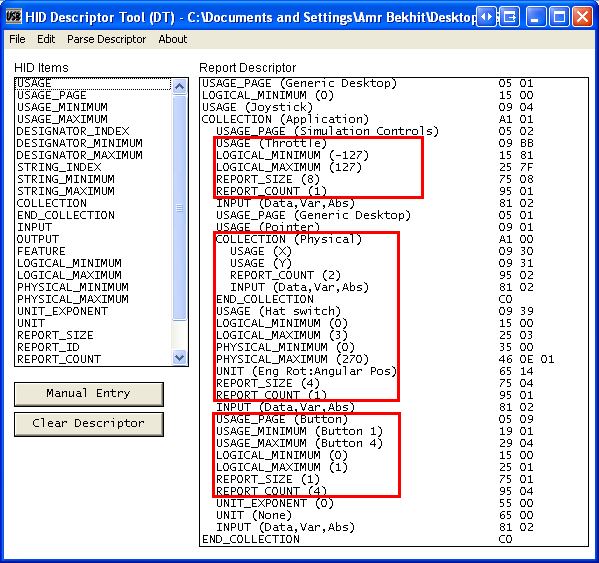 HID Descriptor Tool (DT) - C:\Documents and Settings\Amr Bekhit\Desktop
File Edit Parse Descriptor About
HID Items
USAGE
USAGE_PAGE
USAGE_MINIMUM
USAGE_MAXIMUM
DESIGNATOR_INDEX
DESIGNATOR_MINIMUM
DESIGNATOR_MAXIMUM
STRING_INDEX
STRING_MINIMUM
STRING_MAXIMUM
COLLECTION
END_COLLECTION
INPUT
OUTPUT
FEATURE
LOGICAL_MINIMUM
LOGICAL_MAXIMUM
PHYSICAL_MINIMUM
PHYSICAL_MAXIMUM
UNIT_EXPONENT
UNIT
REPORT_SIZE
REPORT_ID
REPORT_COUNT
Manual Entry
Clear Descriptor
Report Descriptor
USAGE_PAGE (Generic Desktop) 05 01
LOGICAL_MINIMUM (0) 15 00
USAGE (Joystick) 09 04
COLLECTION (Application) A1 01
USAGE_PAGE (Simulation Controls) 05 02
USAGE (Throttle) 09 BB
LOGICAL_MINIMUM (-127) 15 81
LOGICAL_MAXIMUM (127) 25 7F
REPORT_SIZE (8) 75 08
REPORT_COUNT (1) 95 01
INPUT (Data,Var,Abs) 81 02
USAGE_PAGE (Generic Desktop) 05 01
USAGE (Pointer) 09 01
COLLECTION (Physical) A1 00
USAGE (X) 09 30
USAGE (Y) 09 31
REPORT_COUNT (2) 95 02
INPUT (Data,Var,Abs) 81 02
END_COLLECTION C0
USAGE (Hat switch) 09 39
LOGICAL_MINIMUM (0) 15 00
LOGICAL_MAXIMUM (3) 25 03
PHYSICAL_MINIMUM (0) 35 00
PHYSICAL_MAXIMUM (270) 46 0E 01
UNIT (Eng Rot:Angular Pos) 65 14
REPORT_SIZE (4) 75 04
REPORT_COUNT (1) 95 01
INPUT (Data,Var,Abs) 81 02
USAGE_PAGE (Button) 05 09
USAGE_MINIMUM (Button 1) 19 01
USAGE_MAXIMUM (Button 4) 29 04
LOGICAL_MINIMUM (0) 15 00
LOGICAL_MAXIMUM (1) 25 01
REPORT_SIZE (1) 75 01
REPORT_COUNT (4) 95 04
UNIT_EXPONENT (0) 55 00
UNIT (None) 65 00
INPUT (Data,Var,Abs) 81 02
END_COLLECTION C0